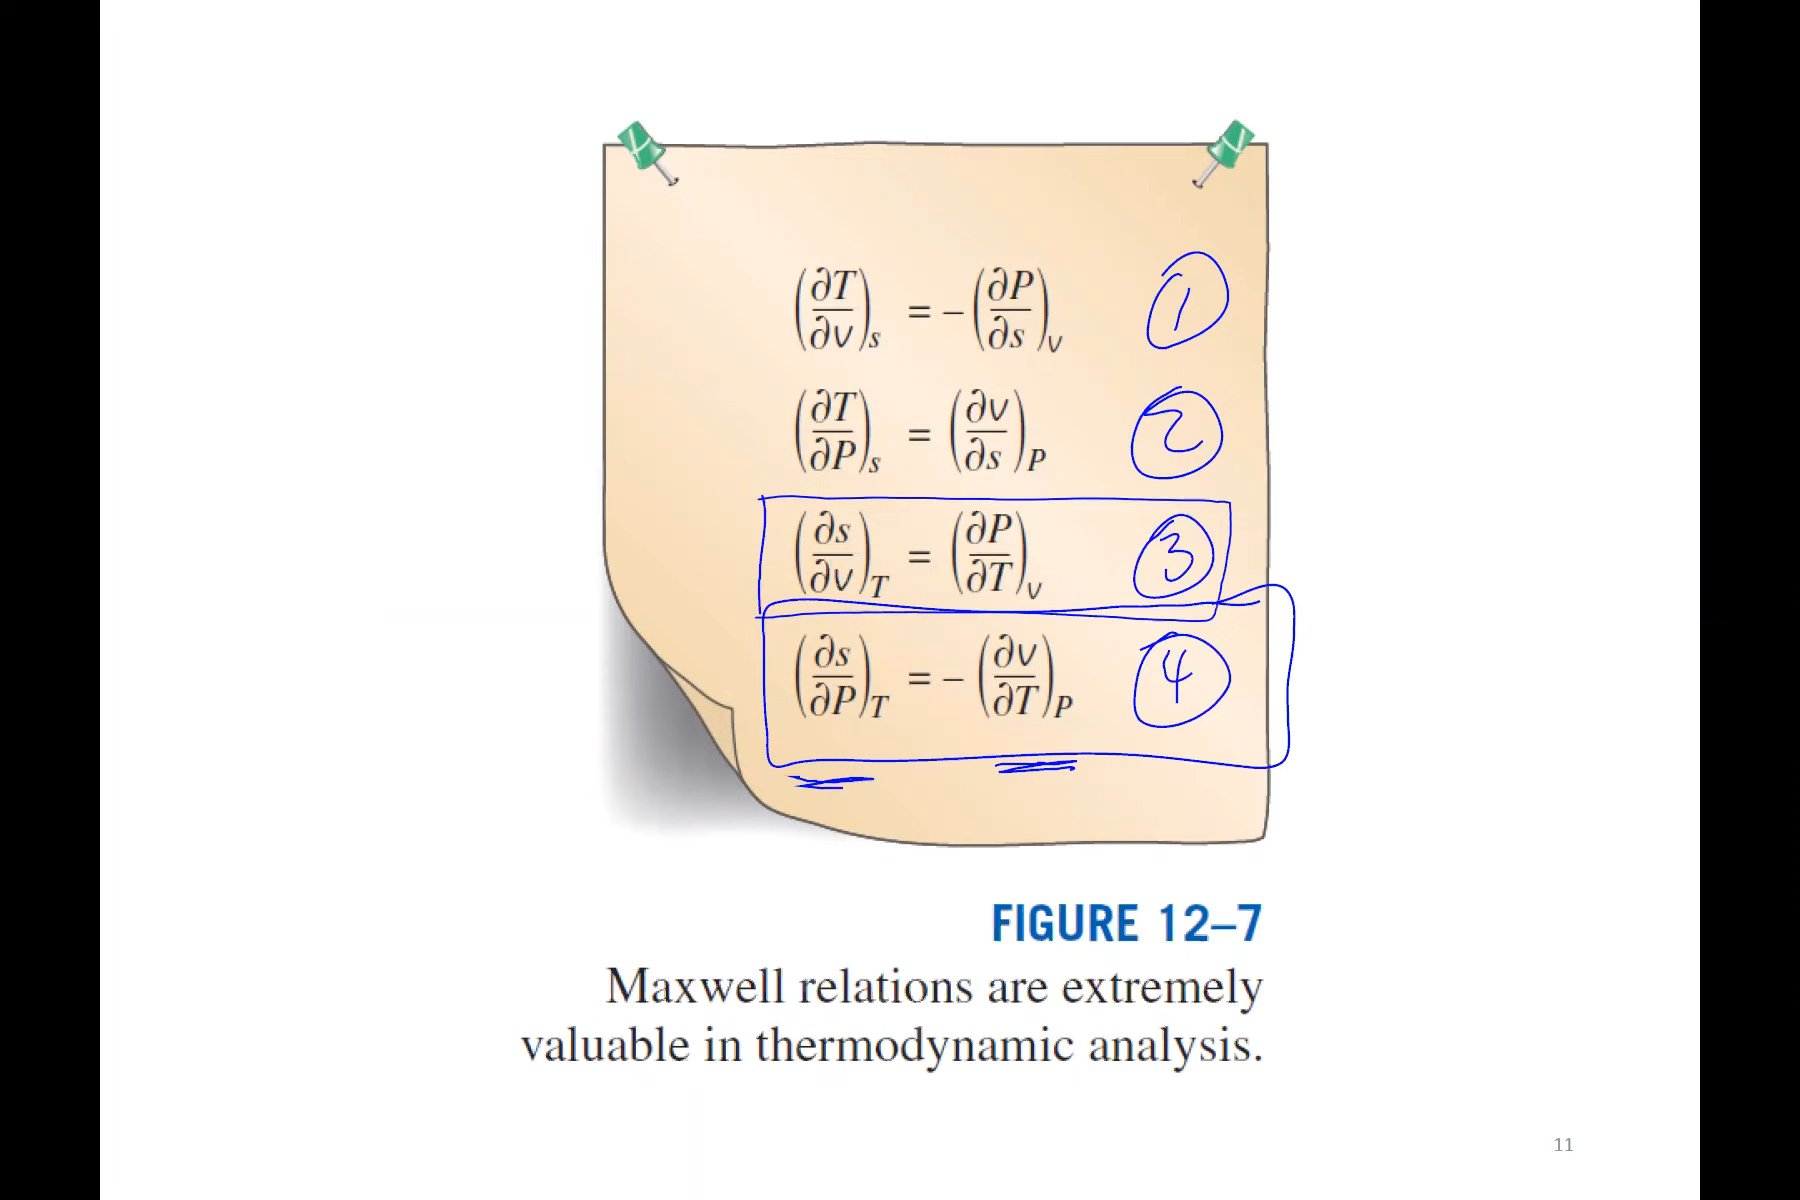 (∂T/∂v)_s = −(∂P/∂s)_v ①
(∂T/∂P)_s = (∂v/∂s)_P ②
(∂s/∂v)_T = (∂P/∂T)_v ③
(∂s/∂P)_T = −(∂v/∂T)_P ④
FIGURE 12–7
Maxwell relations are extremely
valuable in thermodynamic analysis.
11